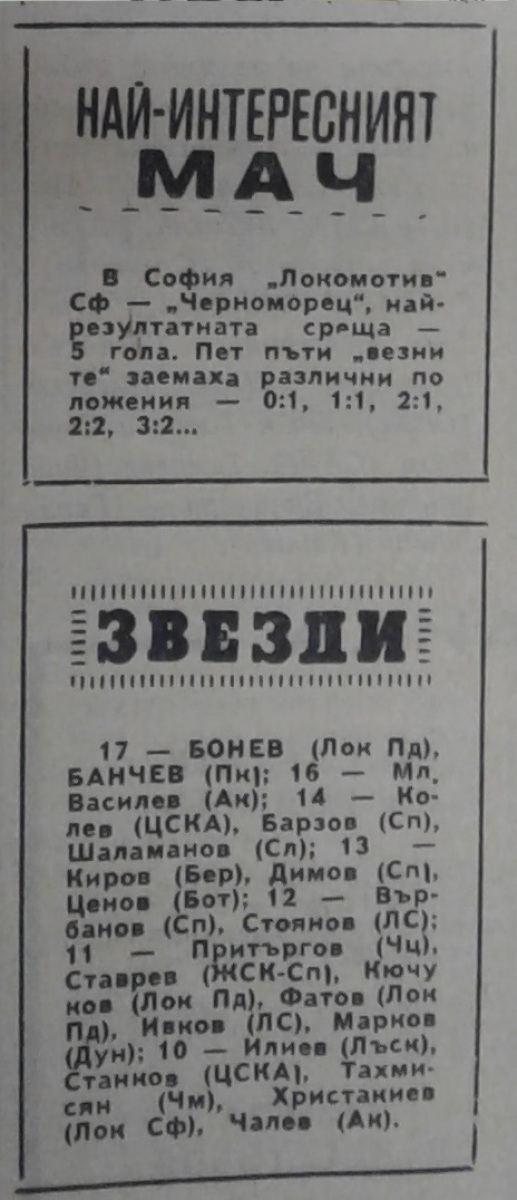 НАЙ-ИНТЕРЕСНИЯТ
МАЧ
В София „Локомотив“
Сф — „Черноморец“, най-
резултатната среща —
5 гола. Пет пъти „везни
те“ заемаха различни по
ложения — 0:1, 1:1, 2:1,
2:2, 3:2...
ЗВЕЗДИ
17 — БОНЕВ (Лок Пд),
БАНЧЕВ (Пк); 16 — Мл.
Василев (Ак); 14 — Ко-
лев (ЦСКА), Барзов (Сп),
Шаламанов (Сл); 13 —
Киров (Бер), Димов (Сп),
Ценов (Бот); 12 — Вър-
банов (Сп), Стоянов (ЛС);
11 — Притъргов (Чц),
Ставрев (ЖСК-Сп), Кючу
ков (Лок Пд), Фатов (Лок
Пд), Ивков (ЛС), Марков
(Дун); 10 — Илиев (Лъск),
Станков (ЦСКА), Тахми-
сян (Чм), Христакиев
(Лок Сф), Чалев (Ак).